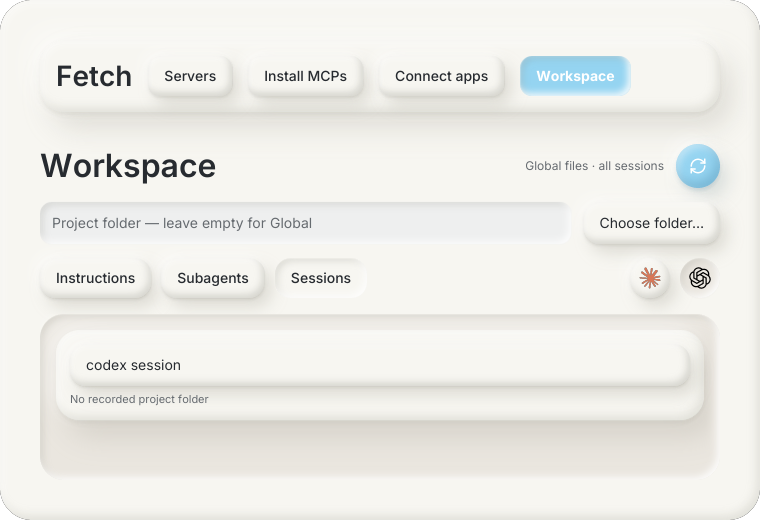 Fetch Servers Install MCPs Connect apps Workspace
Workspace Global files · all sessions
Project folder — leave empty for Global Choose folder...
Instructions Subagents Sessions
codex session
No recorded project folder